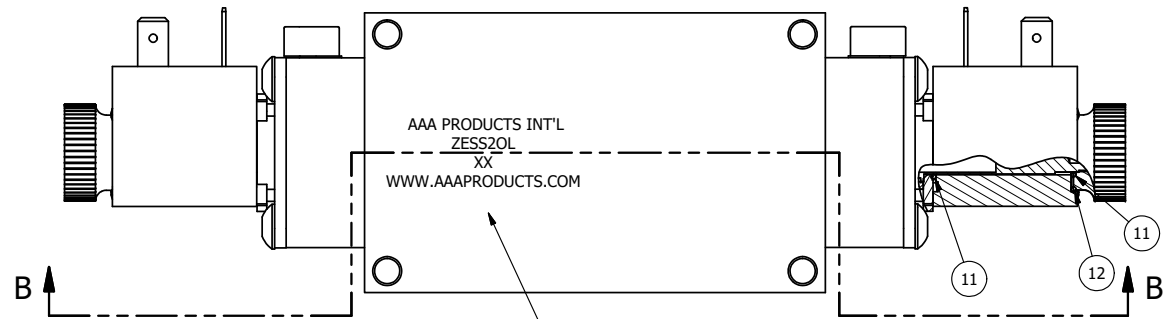 AAA PRODUCTS INT'L
ZESS2OL
XX
WWW.AAAPRODUCTS.COM
11
11
12
B
B